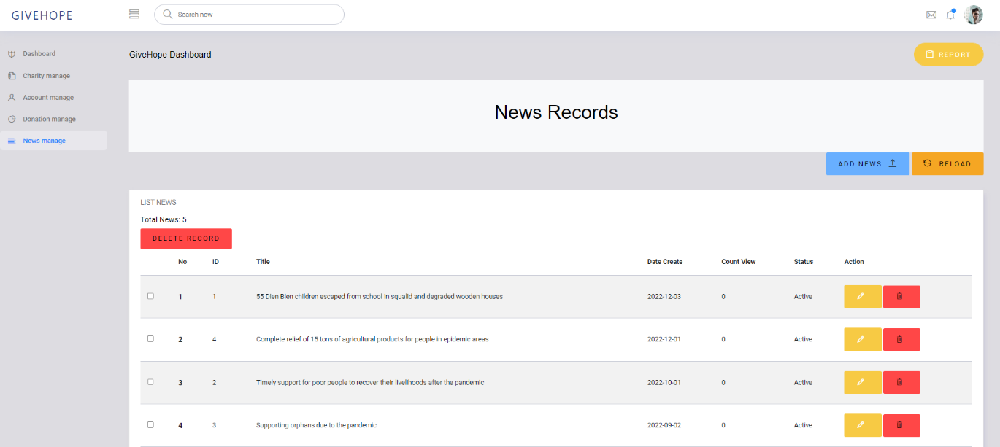 GIVEHOPE
Search now
Dashboard
Charity manage
Account manage
Donation manage
News manage
GiveHope Dashboard
REPORT
News Records
ADD NEWS
RELOAD
LIST NEWS
Total News: 5
DELETE RECORD
No ID Title Date Create Count View Status Action
1 1 55 Dien Bien children escaped from school in squalid and degraded wooden houses 2022-12-03 0 Active
2 4 Complete relief of 15 tons of agricultural products for people in epidemic areas 2022-12-01 0 Active
3 2 Timely support for poor people to recover their livelihoods after the pandemic 2022-10-01 0 Active
4 3 Supporting orphans due to the pandemic 2022-09-02 0 Active